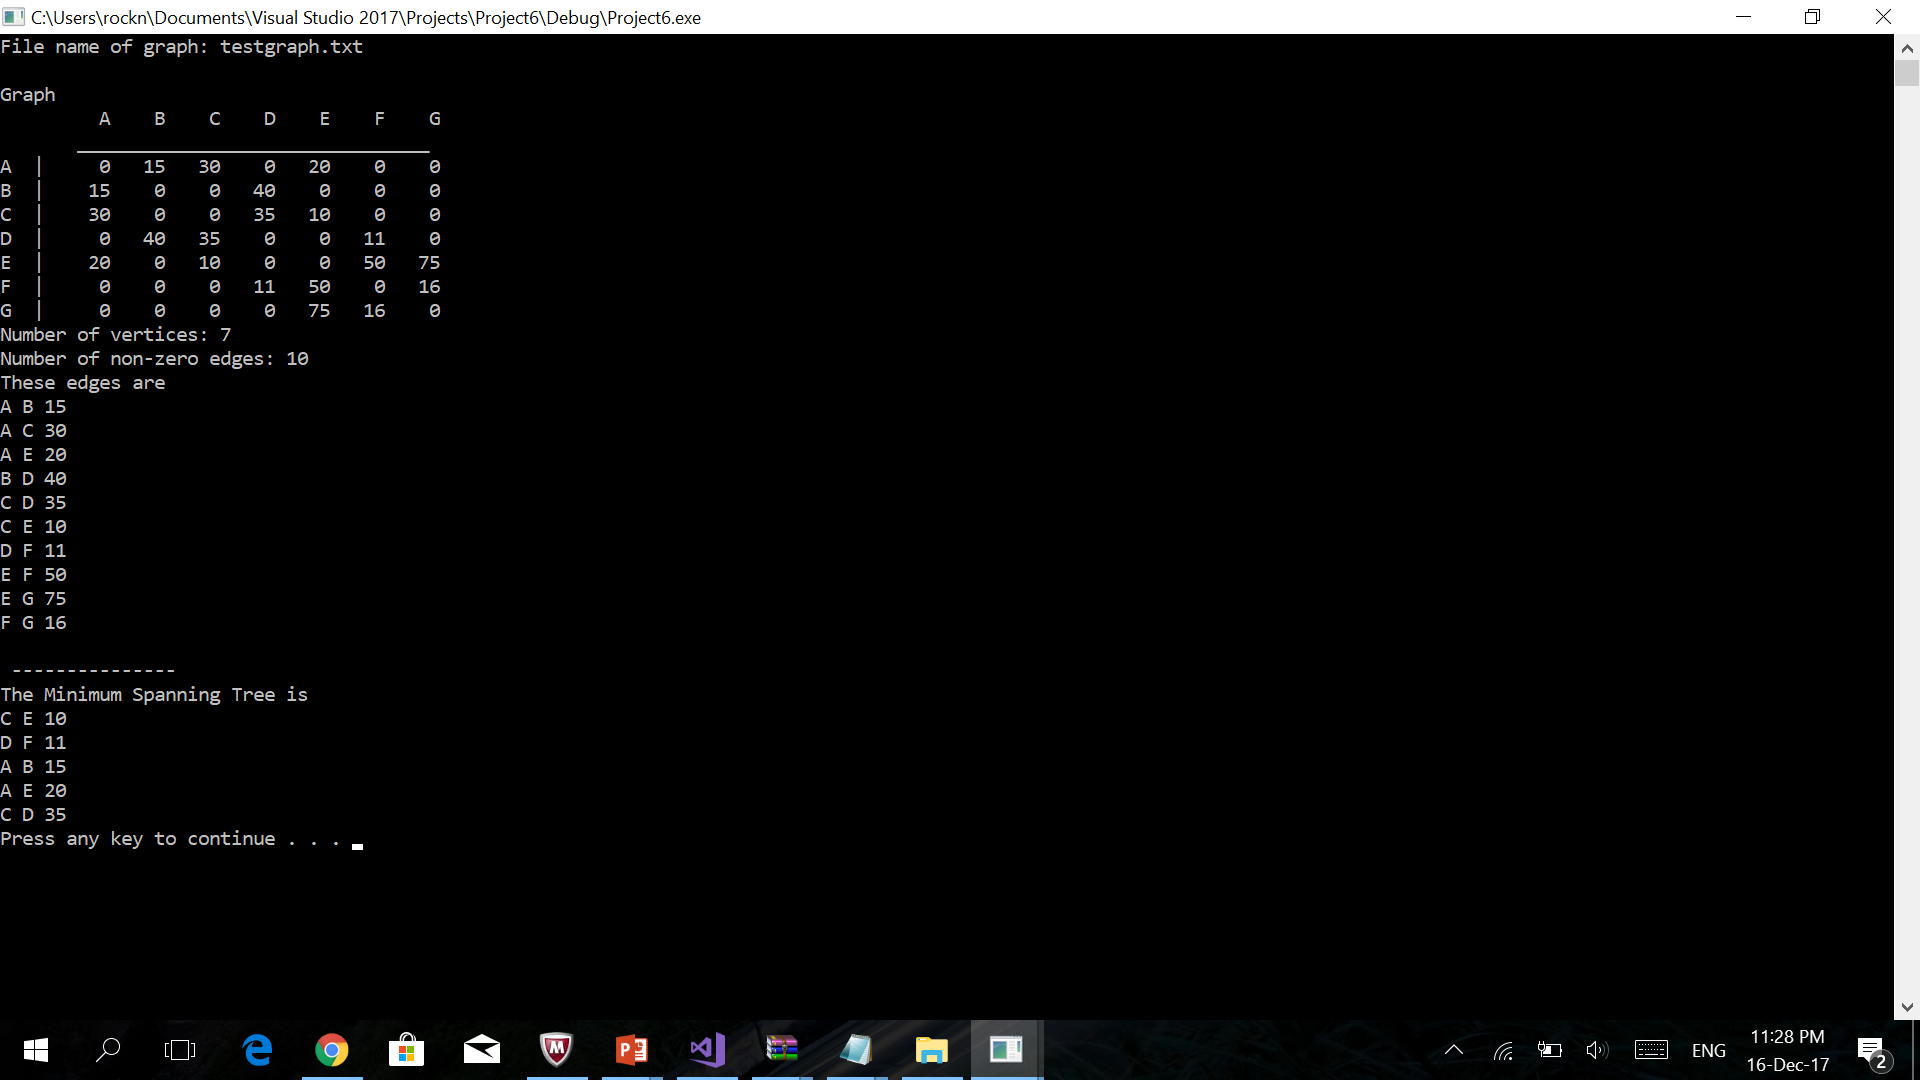 C:\Users\rockn\Documents\Visual Studio 2017\Projects\Project6\Debug\Project6.exe
File name of graph: testgraph.txt
Graph
A B C D E F G
________________________________
A | 0 15 30 0 20 0 0
B | 15 0 0 40 0 0 0
C | 30 0 0 35 10 0 0
D | 0 40 35 0 0 11 0
E | 20 0 10 0 0 50 75
F | 0 0 0 11 50 0 16
G | 0 0 0 0 75 16 0
Number of vertices: 7
Number of non-zero edges: 10
These edges are
A B 15
A C 30
A E 20
B D 40
C D 35
C E 10
D F 11
E F 50
E G 75
F G 16
---------------
The Minimum Spanning Tree is
C E 10
D F 11
A B 15
A E 20
C D 35
Press any key to continue . . .
ENG
11:28 PM
16-Dec-17
2